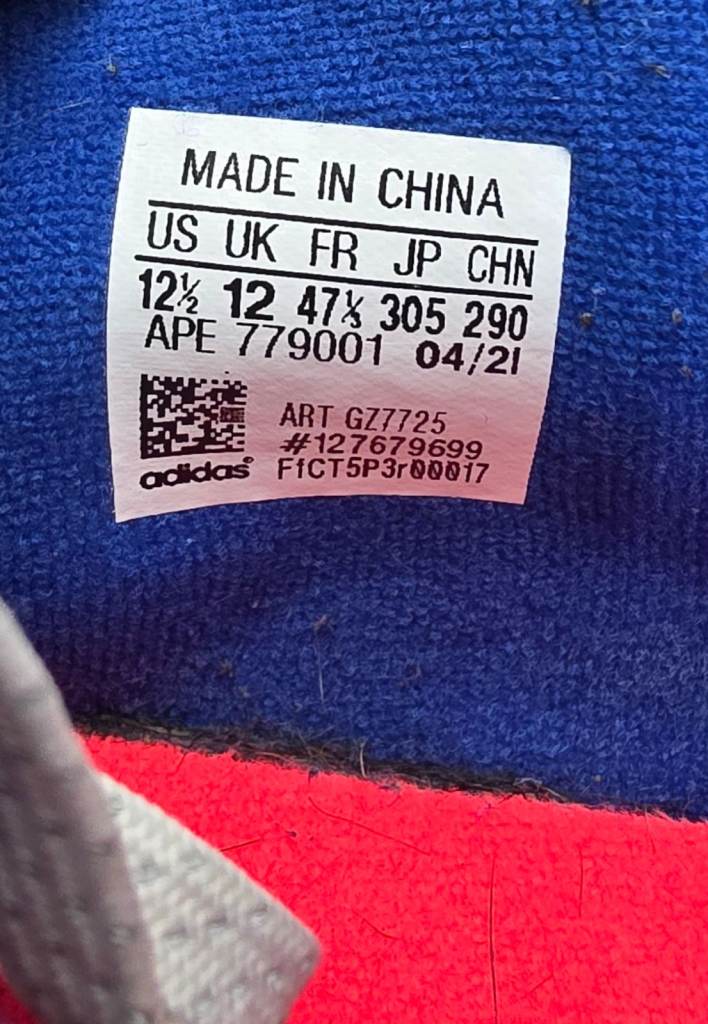 MADE IN CHINA
US UK FR JP CHN
12½ 12 47⅓ 305 290
APE 779001 04/21
ART GZ7725
#127679699
adidas FfCT5P3r00017